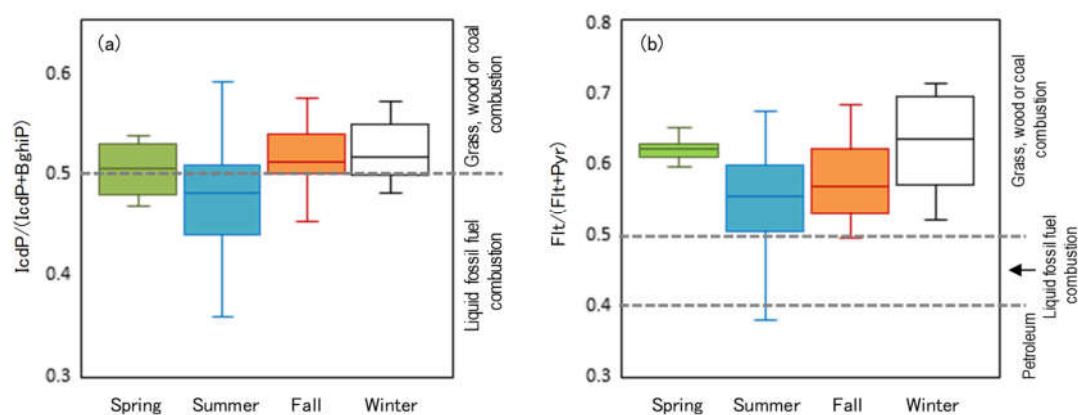 (a)
IcdP/(IcdP+BghiP)
0.6
0.5
0.4
0.3
Spring Summer Fall Winter
Grass, wood or coal
combustion
Liquid fossil fuel
combustion
(b)
Flt/(Flt+Pyr)
0.8
0.7
0.6
0.5
0.4
0.3
Spring Summer Fall Winter
Grass, wood or coal
combustion
Liquid fossil fuel
combustion
Petroleum